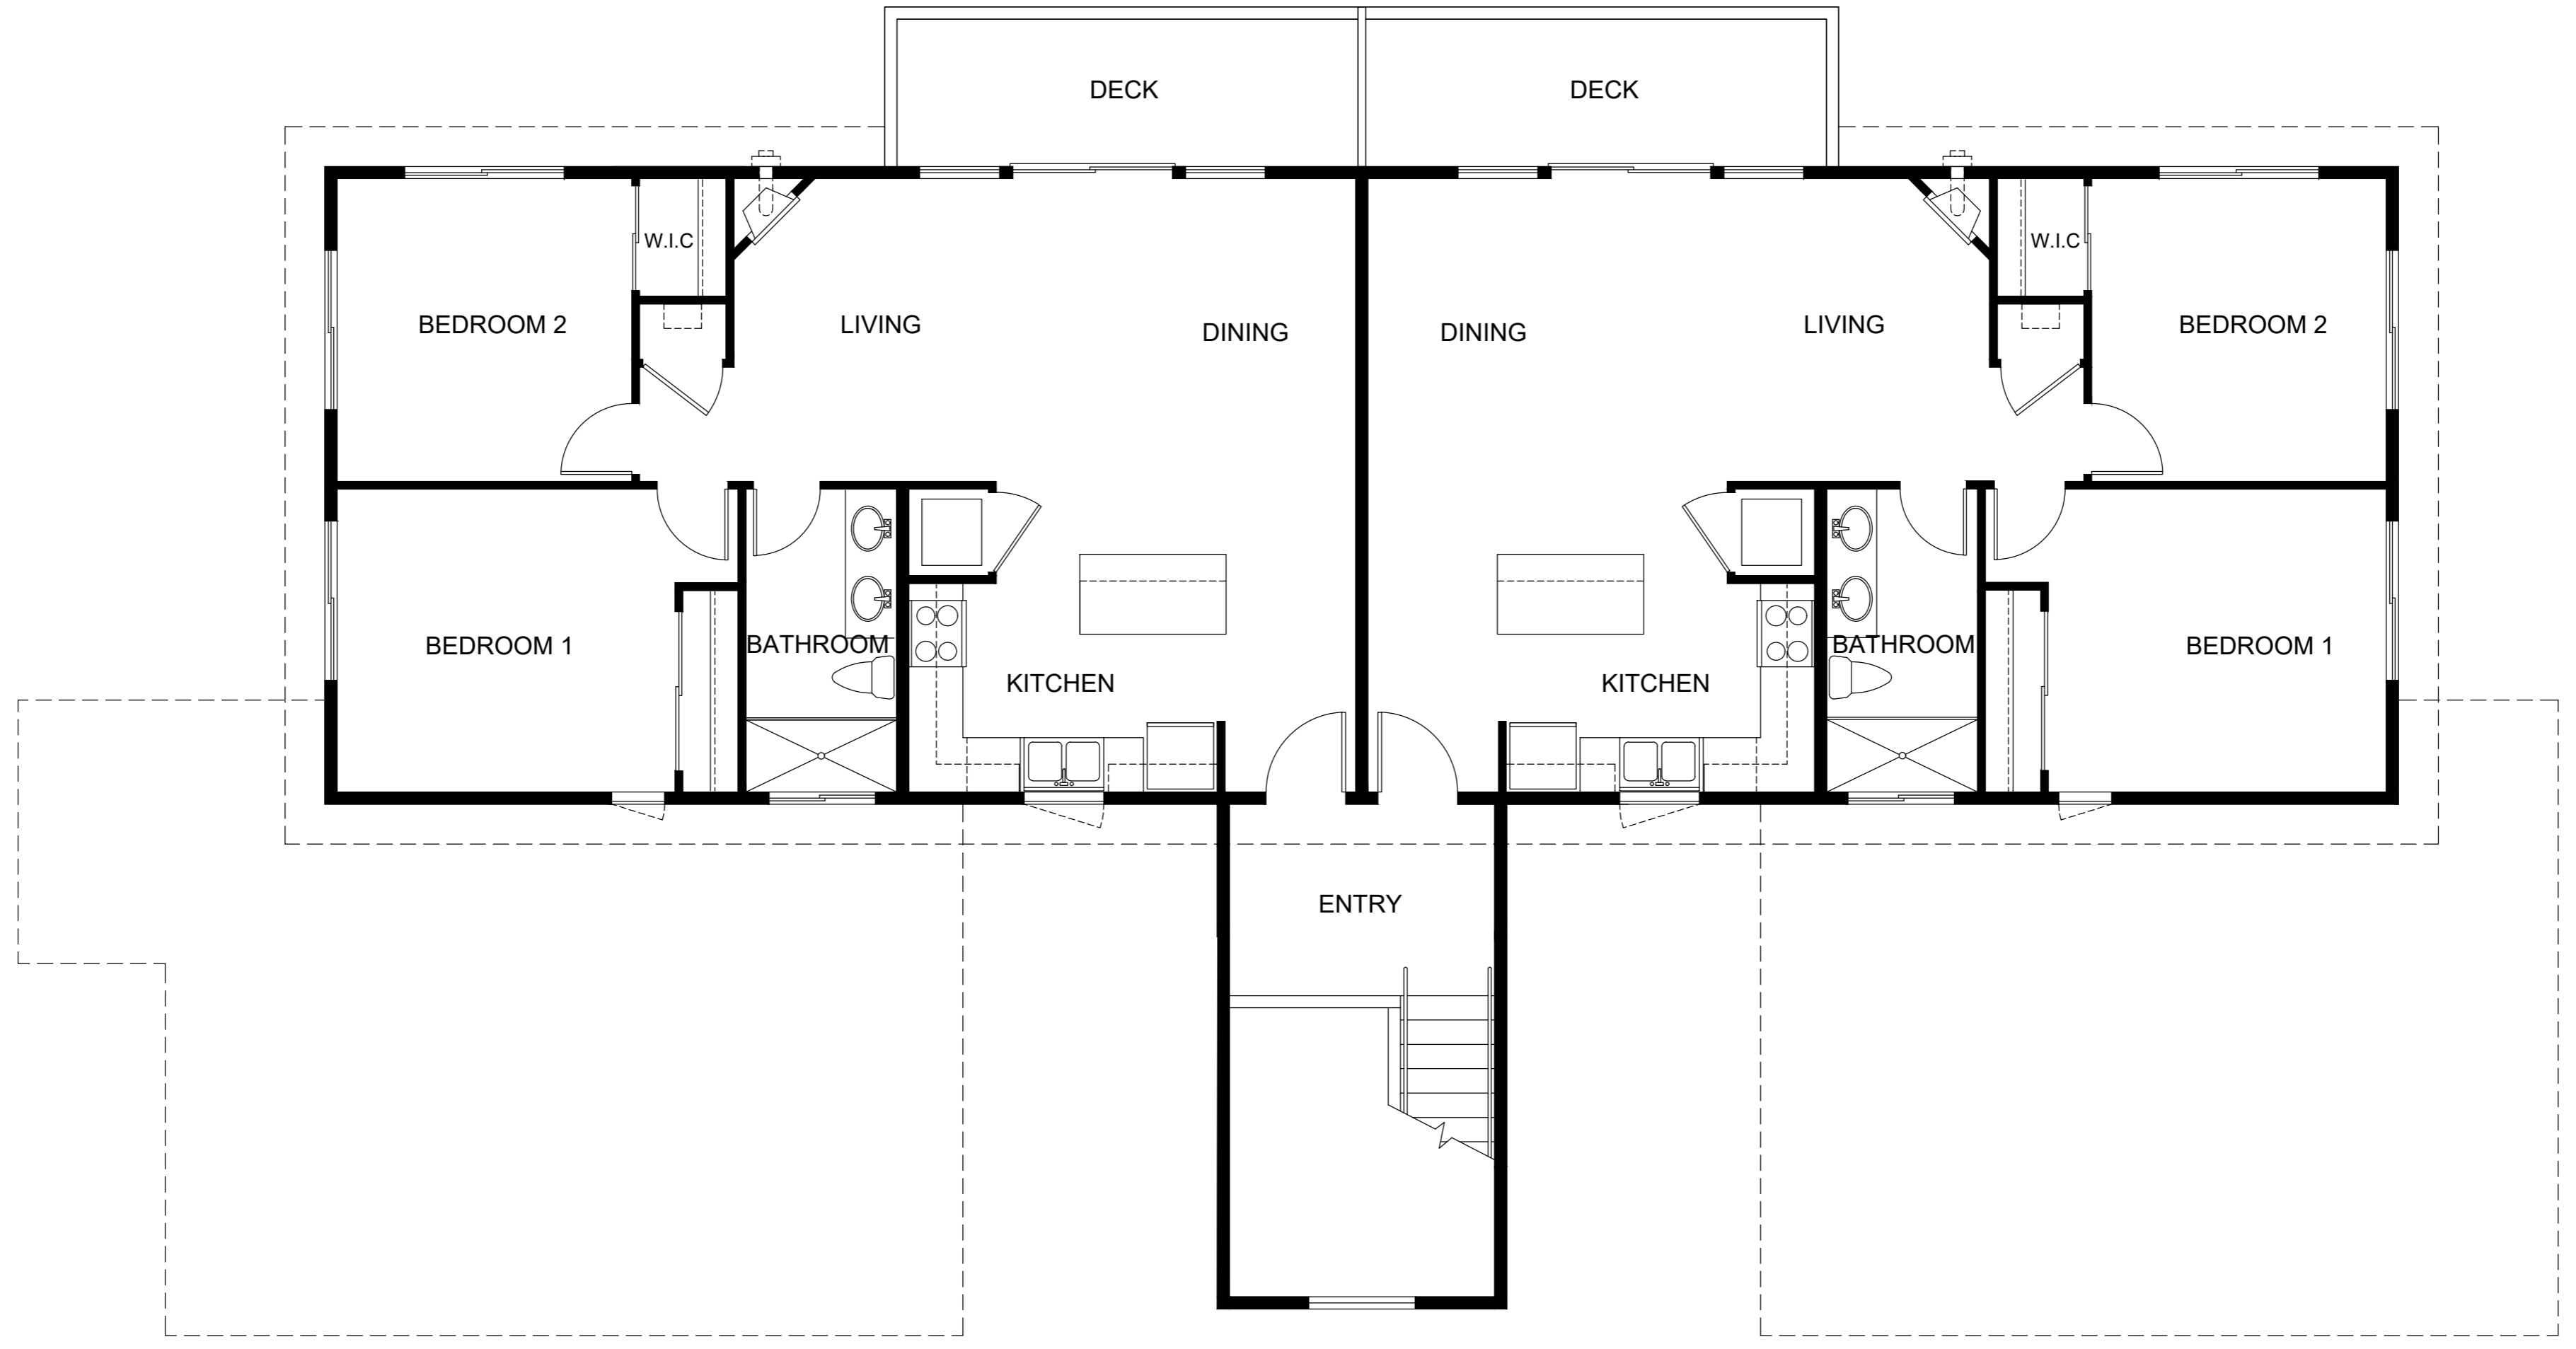 DECK
DECK
W.I.C
W.I.C
BEDROOM 2
LIVING
DINING
DINING
LIVING
BEDROOM 2
BEDROOM 1
BATHROOM
KITCHEN
KITCHEN
BATHROOM
BEDROOM 1
ENTRY